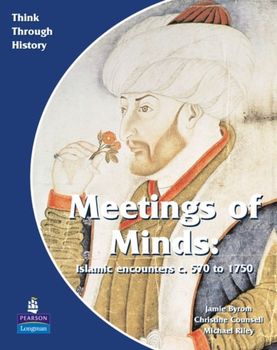 Think
Through
History
Meetings of
Minds:
Islamic encounters c. 570 to 1750
Jamie Byrom
Christine Counsell
Michael Riley
PEARSON
Longman